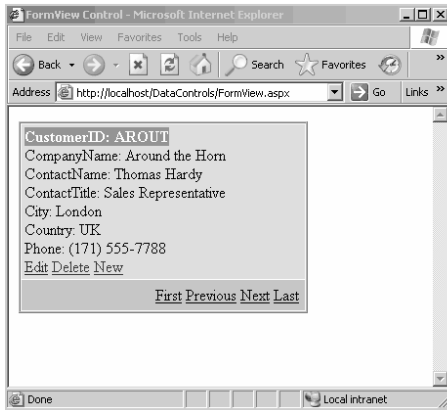 FormView Control - Microsoft Internet Explorer
File Edit View Favorites Tools Help
Back Search Favorites »
Address http://localhost/DataControls/FormView.aspx Go Links »
CustomerID: AROUT
CompanyName: Around the Horn
ContactName: Thomas Hardy
ContactTitle: Sales Representative
City: London
Country: UK
Phone: (171) 555-7788
Edit Delete New
First Previous Next Last
Done Local intranet